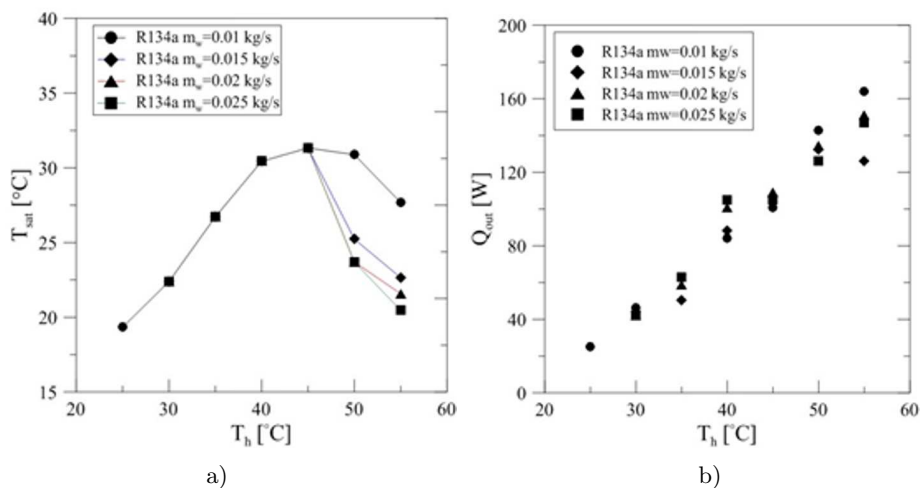 40
35
30
25
20
15
20
30
40
50
60
T_sat [°C]
T_h [°C]
R134a m_w=0.01 kg/s
R134a m_w=0.015 kg/s
R134a m_w=0.02 kg/s
R134a m_w=0.025 kg/s
a)
200
160
120
80
40
0
20
30
40
50
60
Q_out [W]
T_h [°C]
R134a mw=0.01 kg/s
R134a mw=0.015 kg/s
R134a mw=0.02 kg/s
R134a mw=0.025 kg/s
b)